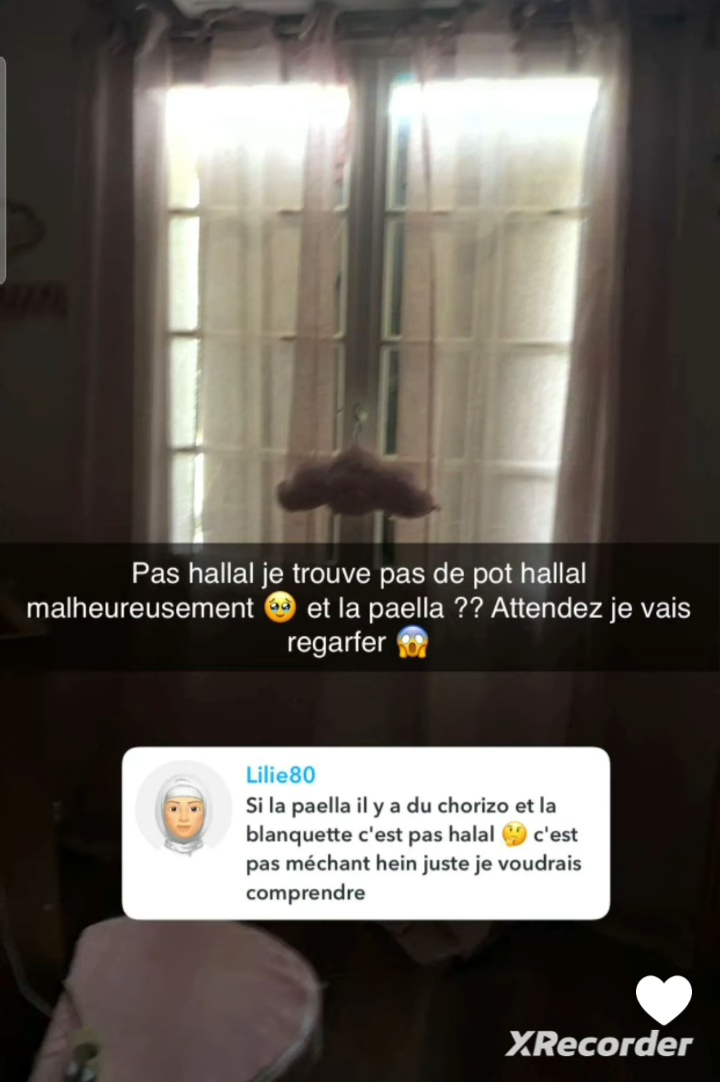 Pas hallal je trouve pas de pot hallal
malheureusement 🥹 et la paella ?? Attendez je vais
regarfer 😱
Lilie80
Si la paella il y a du chorizo et la
blanquette c'est pas halal 🤔 c'est
pas méchant hein juste je voudrais
comprendre
XRecorder